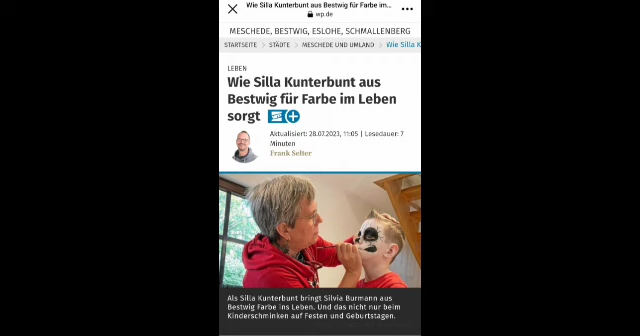 Wie Silla Kunterbunt aus Bestwig für Farbe im...
wp.de
MESCHEDE, BESTWIG, ESLOHE, SCHMALLENBERG
STARTSEITE > STÄDTE > MESCHEDE UND UMLAND > Wie Silla K
LEBEN
Wie Silla Kunterbunt aus
Bestwig für Farbe im Leben
sorgt
Aktualisiert: 28.07.2023, 11:05 | Lesedauer: 7
Minuten
Frank Selter
Als Silla Kunterbunt bringt Silvia Burmann aus
Bestwig Farbe ins Leben. Und das nicht nur beim
Kinderschminken auf Festen und Geburtstagen.